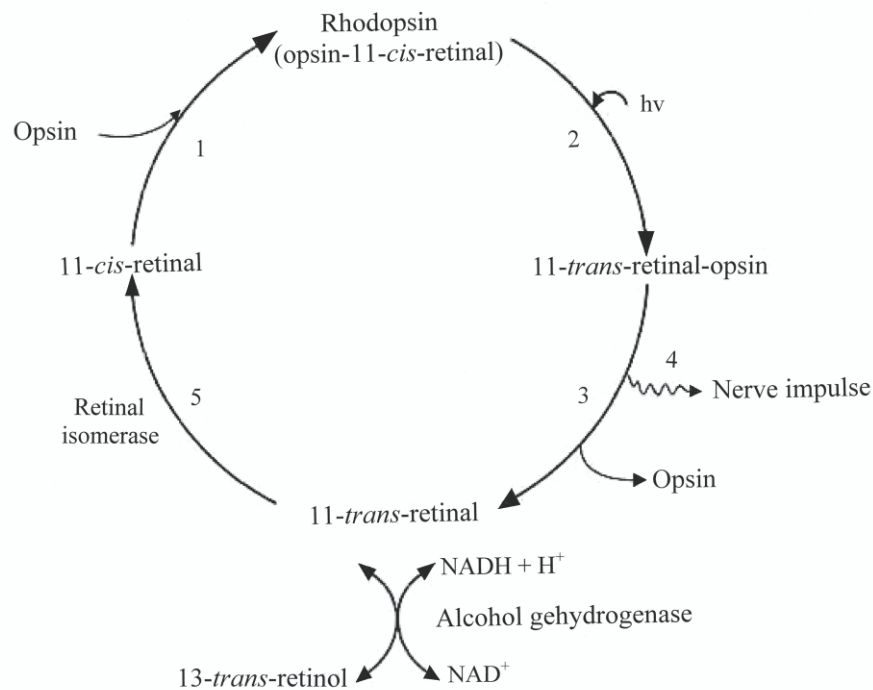 Rhodopsin
(opsin-11-cis-retinal)
hv
Opsin
1
2
11-cis-retinal
11-trans-retinal-opsin
4
Nerve impulse
3
5
Retinal
isomerase
Opsin
11-trans-retinal
NADH + H⁺
Alcohol gehydrogenase
13-trans-retinol
NAD⁺